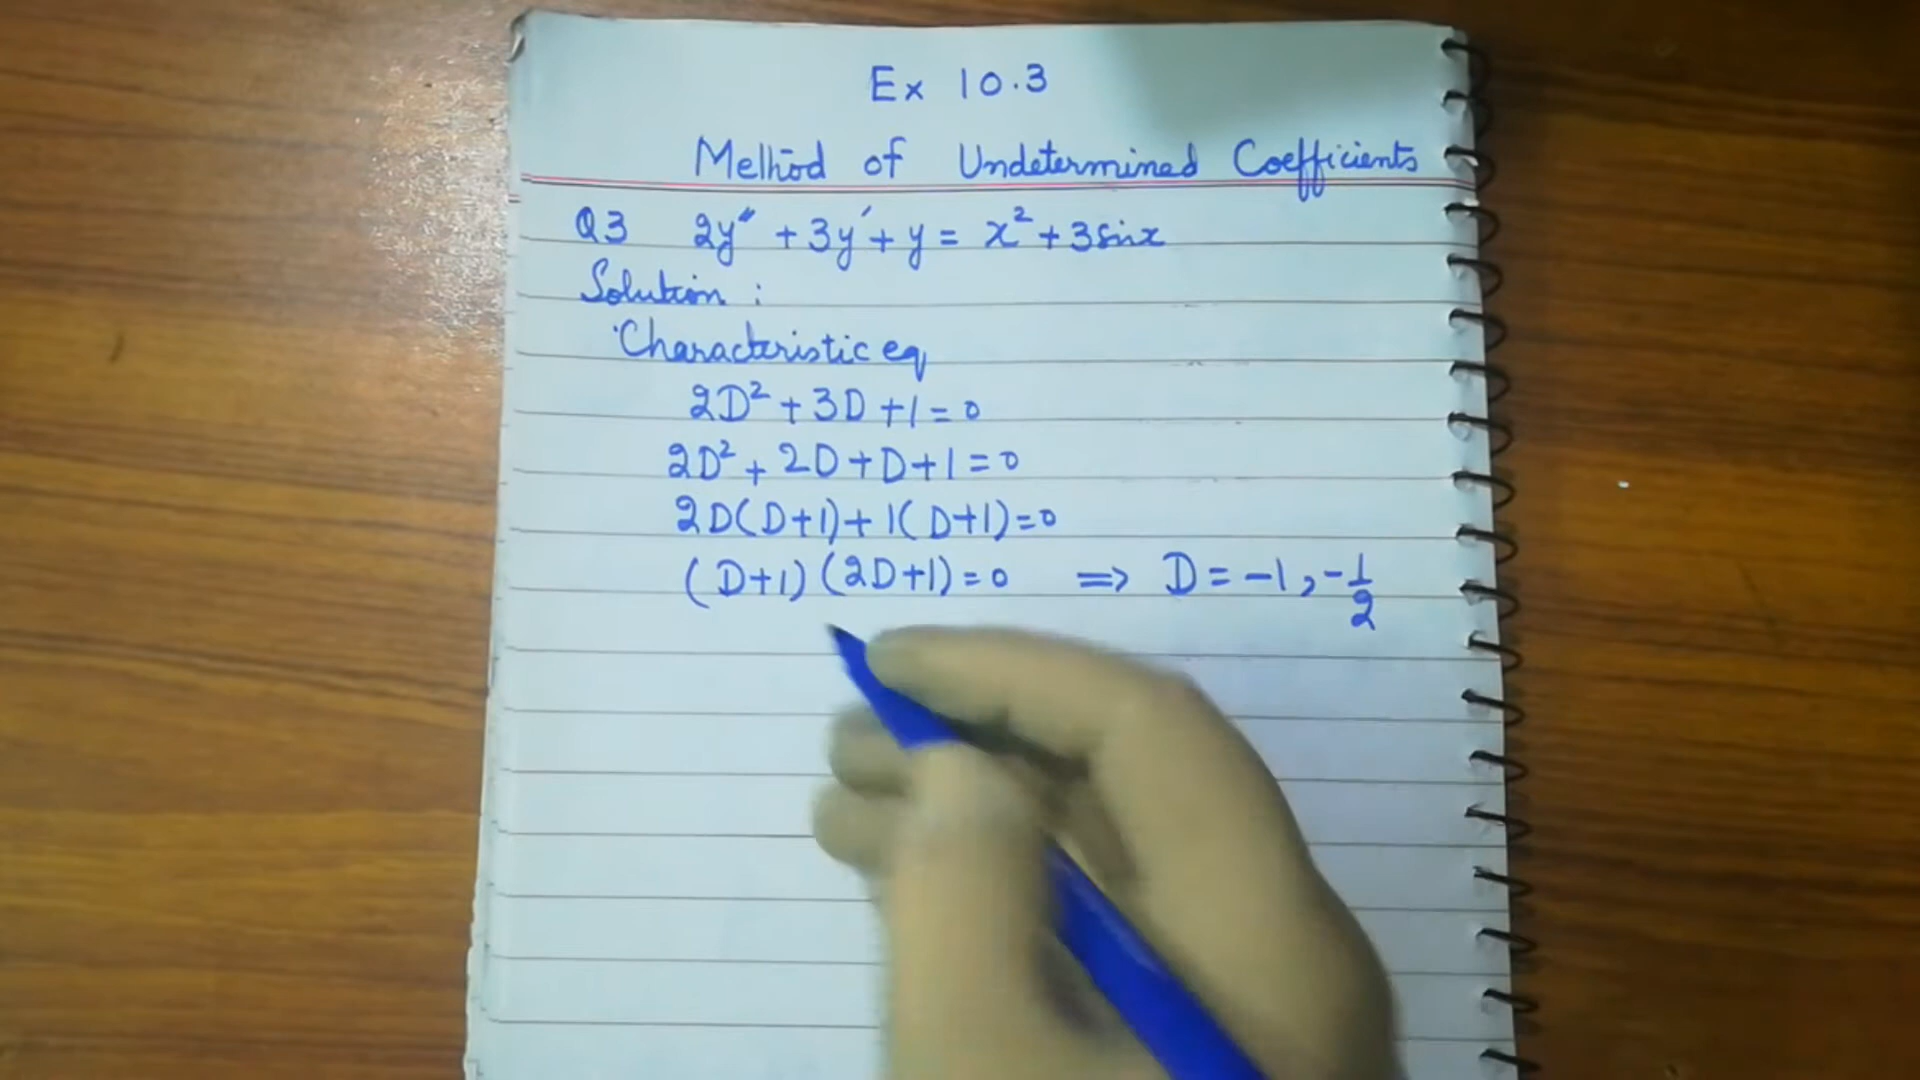 Ex 10.3
Method of Undetermined Coefficients
Q3 2y″ + 3y′ + y = x² + 3sinx
Solution :
Characteristic eq
2D² + 3D + 1 = 0
2D² + 2D + D + 1 = 0
2D(D+1) + 1(D+1) = 0
(D+1)(2D+1) = 0 ⇒ D = -1, -1/2